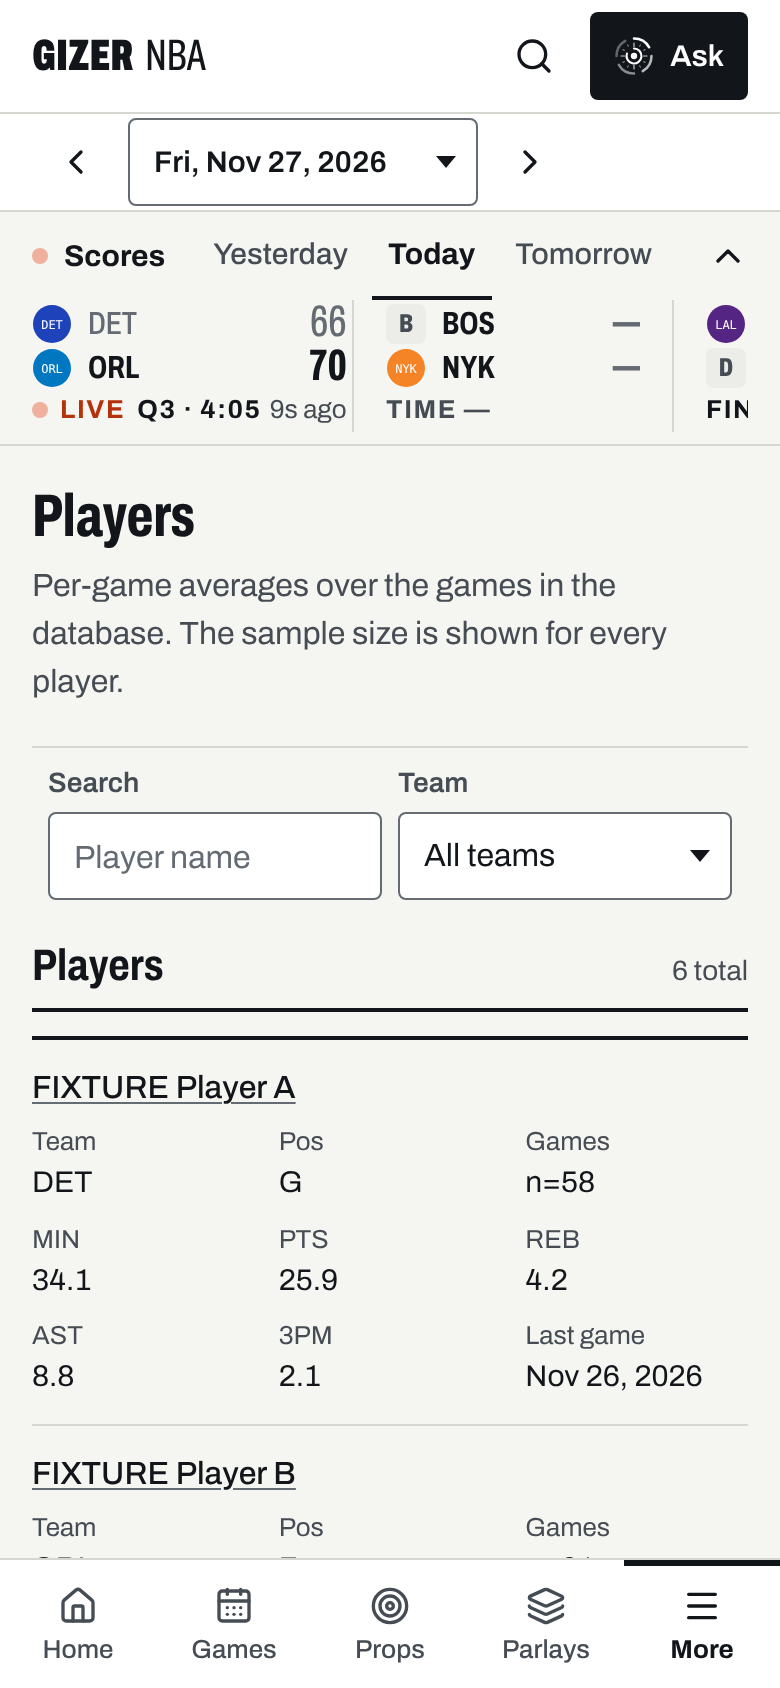 GIZER NBA
Ask
Fri, Nov 27, 2026
Scores Yesterday Today Tomorrow
DET DET 66 B BOS — LAL
ORL ORL 70 NYK NYK — D
LIVE Q3 · 4:05 9s ago TIME — FIN
Players
Per-game averages over the games in the
database. The sample size is shown for every
player.
Search Team
Player name All teams
Players 6 total
FIXTURE Player A
Team Pos Games
DET G n=58
MIN PTS REB
34.1 25.9 4.2
AST 3PM Last game
8.8 2.1 Nov 26, 2026
FIXTURE Player B
Team Pos Games
Home Games Props Parlays More